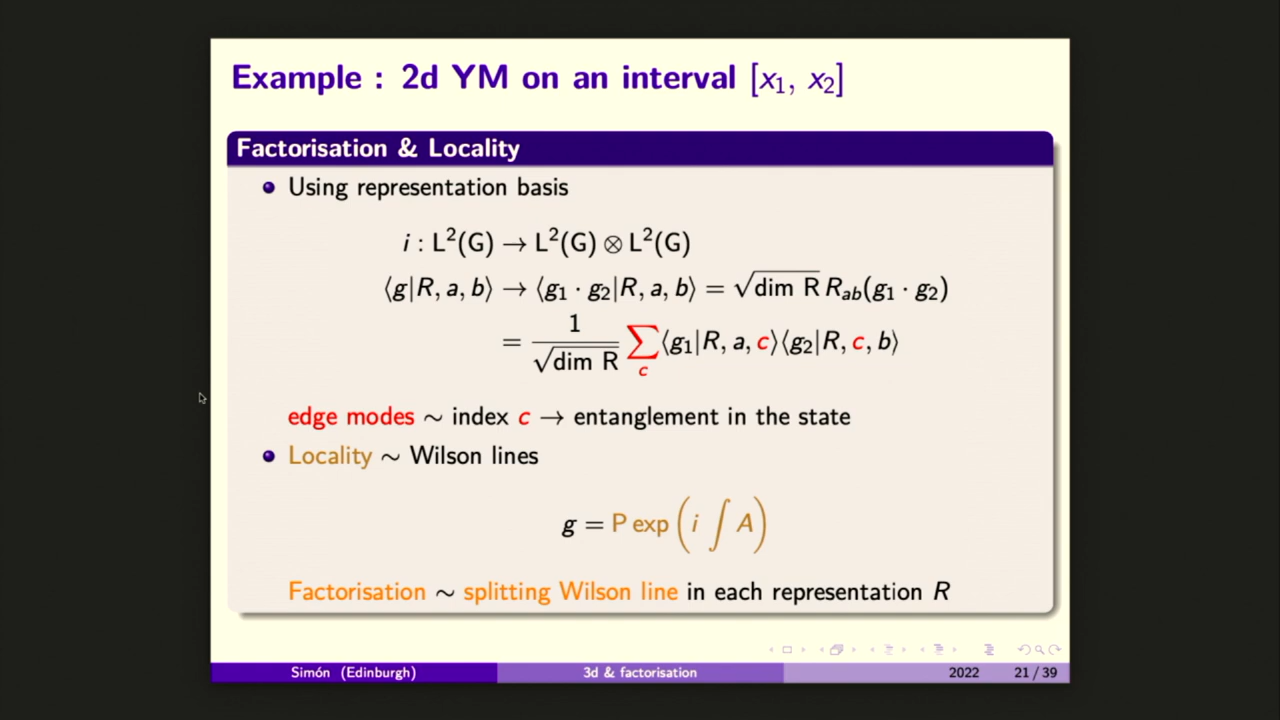 Example : 2d YM on an interval [x₁, x₂]
Factorisation & Locality
Using representation basis
i : L²(G) → L²(G) ⊗ L²(G)
⟨g|R, a, b⟩ → ⟨g₁ · g₂|R, a, b⟩ = √dim R R_ab(g₁ · g₂)
= 1/√dim R ∑_c ⟨g₁|R, a, c⟩⟨g₂|R, c, b⟩
edge modes ∼ index c → entanglement in the state
Locality ∼ Wilson lines
g = P exp (i ∫ A)
Factorisation ∼ splitting Wilson line in each representation R
Simón (Edinburgh) 3d & factorisation 2022 21 / 39